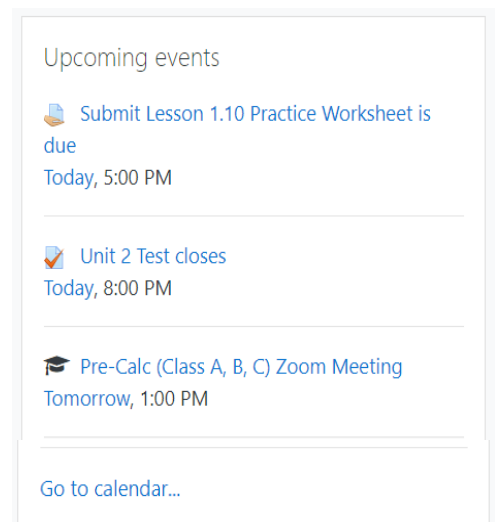 Upcoming events
Submit Lesson 1.10 Practice Worksheet is
due
Today, 5:00 PM
Unit 2 Test closes
Today, 8:00 PM
Pre-Calc (Class A, B, C) Zoom Meeting
Tomorrow, 1:00 PM
Go to calendar...